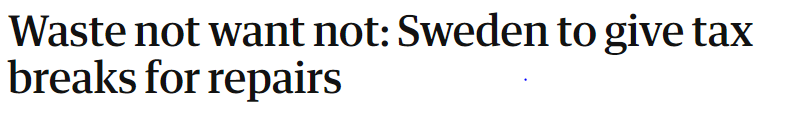 Waste not want not: Sweden to give tax
breaks for repairs